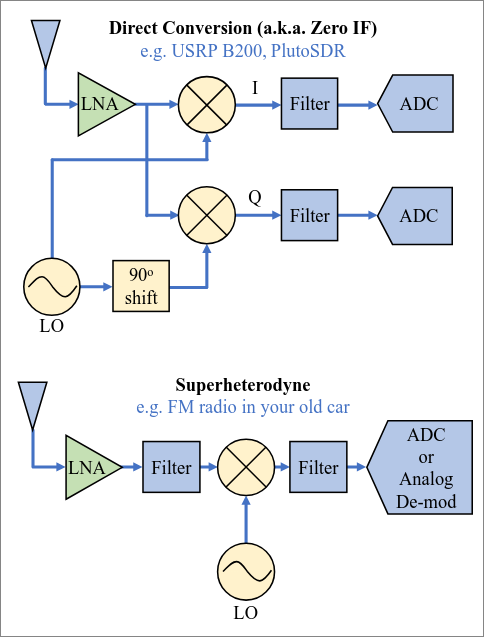 Direct Conversion (a.k.a. Zero IF)
e.g. USRP B200, PlutoSDR
LNA
I
Filter
ADC
Q
Filter
ADC
90o
shift
LO
Superheterodyne
e.g. FM radio in your old car
LNA
Filter
Filter
ADC
or
Analog
De-mod
LO